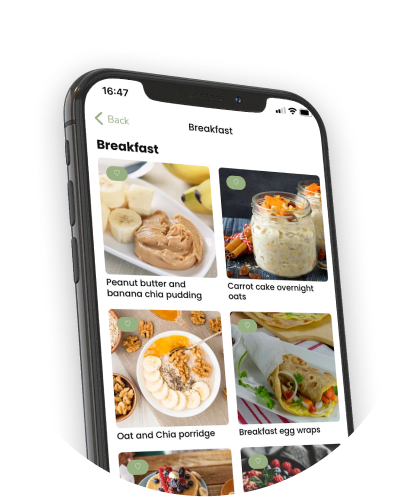 16:47
Back
Breakfast
Breakfast
Peanut butter and
banana chia pudding
Carrot cake overnight
oats
Oat and Chia porridge
Breakfast egg wraps